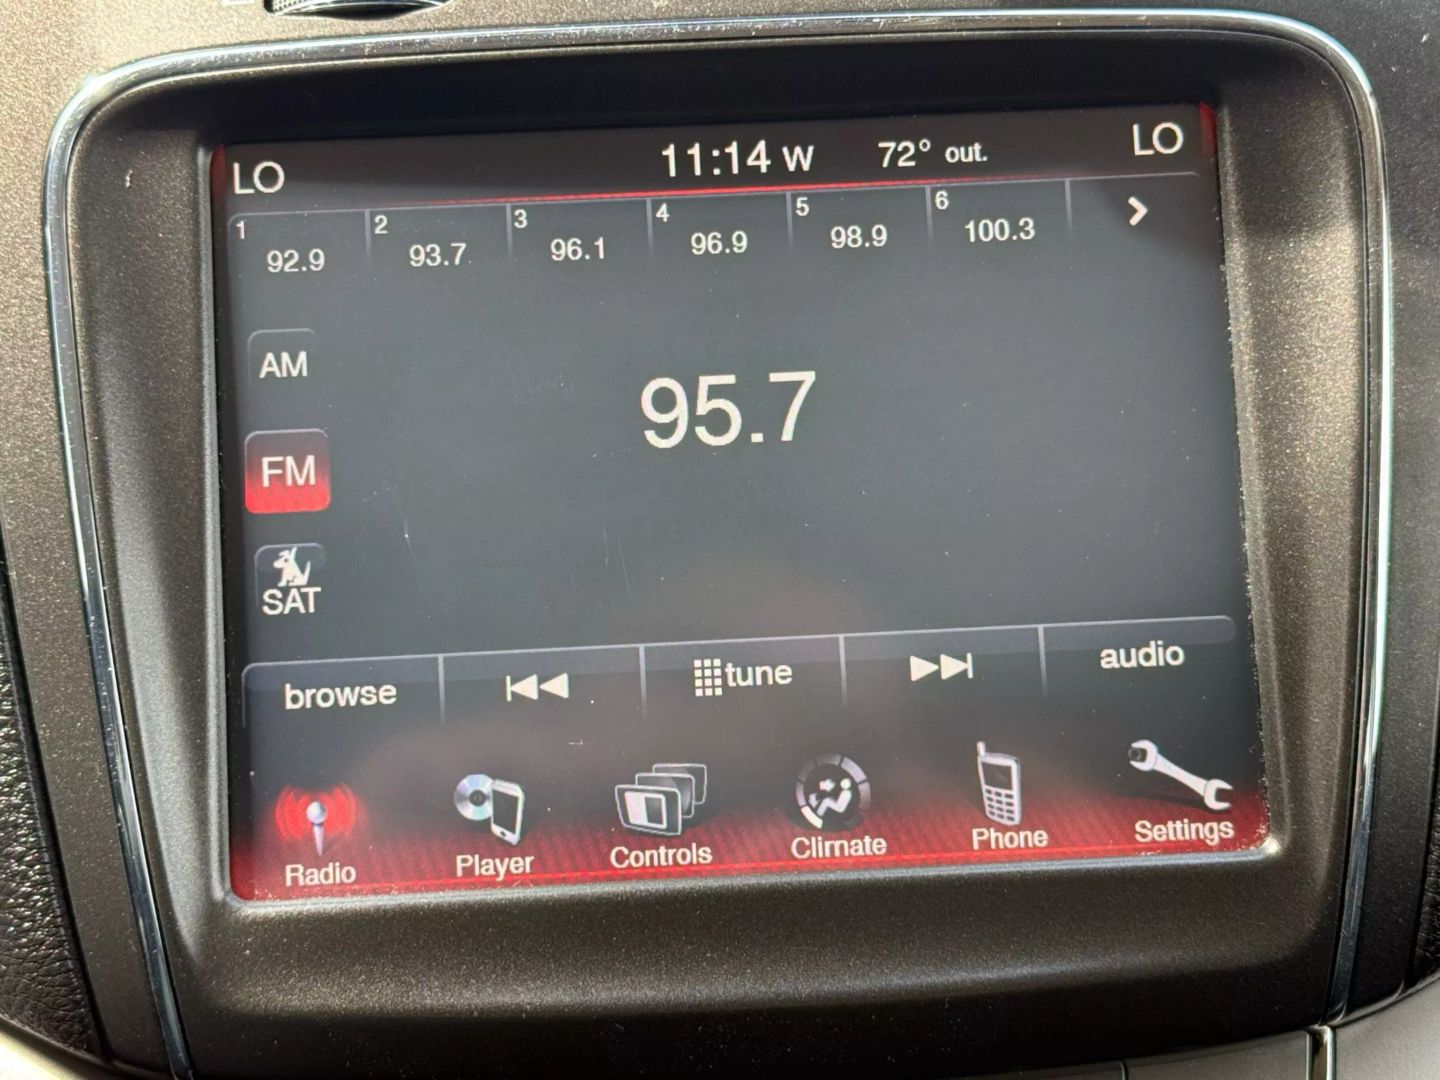 LO 11:14 W 72° out. LO
1 2 3 4 5 6
92.9 93.7 96.1 96.9 98.9 100.3
AM
95.7
FM
SAT
browse tune audio
Radio Player Controls Climate Phone Settings